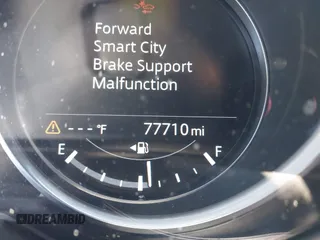 Forward
Smart City
Brake Support
Malfunction
--- °F 77710 mi
E F
DREAMBID